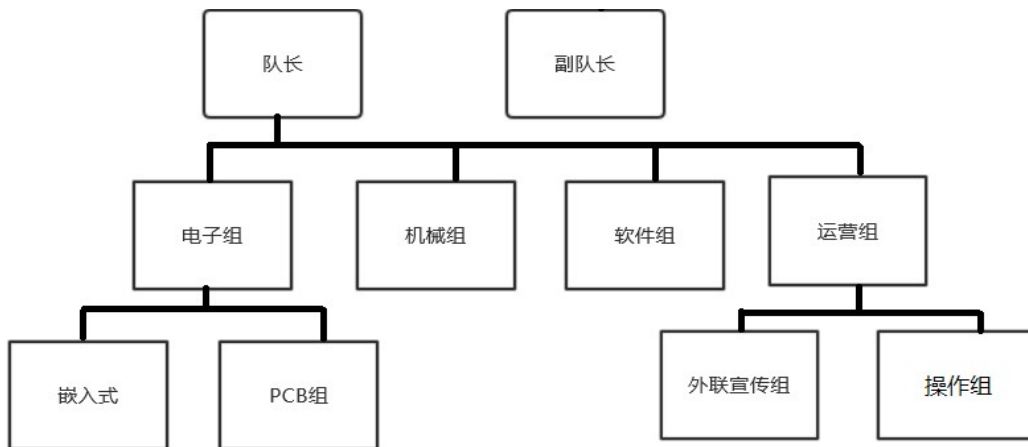 队长
副队长
电子组
机械组
软件组
运营组
嵌入式
PCB组
外联宣传组
操作组